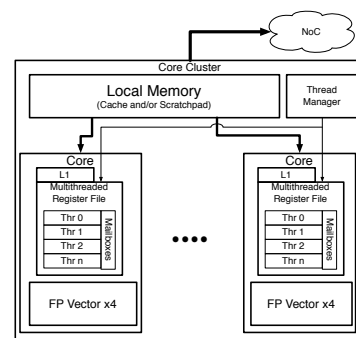 NoC
Core Cluster
Local Memory
(Cache and/or Scratchpad)
Thread
Manager
Core
L1
Multithreaded
Register File
Thr 0
Thr 1
Thr 2
Thr n
Mailboxes
FP Vector x4
Core
L1
Multithreaded
Register File
Thr 0
Thr 1
Thr 2
Thr n
Mailboxes
FP Vector x4